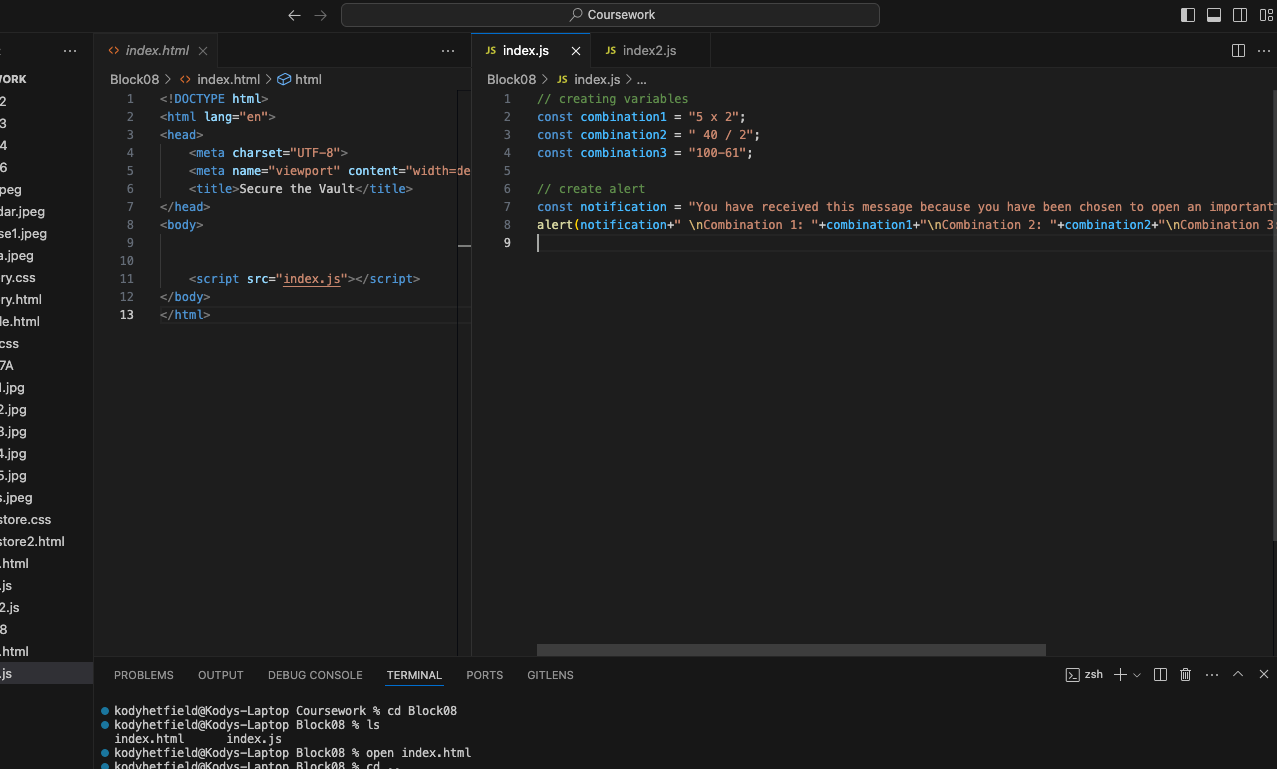 Coursework
index.html
JS index.js
JS index2.js
WORK
Block08 > index.html > html
Block08 > JS index.js > ...
1 <!DOCTYPE html>
2 <html lang="en">
3 <head>
4 <meta charset="UTF-8">
5 <meta name="viewport" content="width=de
6 <title>Secure the Vault</title>
7 </head>
8 <body>
9
10
11 <script src="index.js"></script>
12 </body>
13 </html>
1 // creating variables
2 const combination1 = "5 x 2";
3 const combination2 = " 40 / 2";
4 const combination3 = "100-61";
5
6 // create alert
7 const notification = "You have received this message because you have been chosen to open an important
8 alert(notification+" \nCombination 1: "+combination1+"\nCombination 2: "+combination2+"\nCombination 3:
9
2
3
4
6
peg
dar.jpeg
se1.jpeg
a.jpeg
ry.css
ry.html
le.html
css
7A
1.jpg
2.jpg
3.jpg
4.jpg
5.jpg
s.jpeg
store.css
store2.html
.html
.js
2.js
8
.html
.js
PROBLEMS OUTPUT DEBUG CONSOLE TERMINAL PORTS GITLENS
zsh
kodyhetfield@Kodys-Laptop Coursework % cd Block08
kodyhetfield@Kodys-Laptop Block08 % ls
index.html index.js
kodyhetfield@Kodys-Laptop Block08 % open index.html
kodyhetfield@Kodys-Laptop Block08 % cd ..